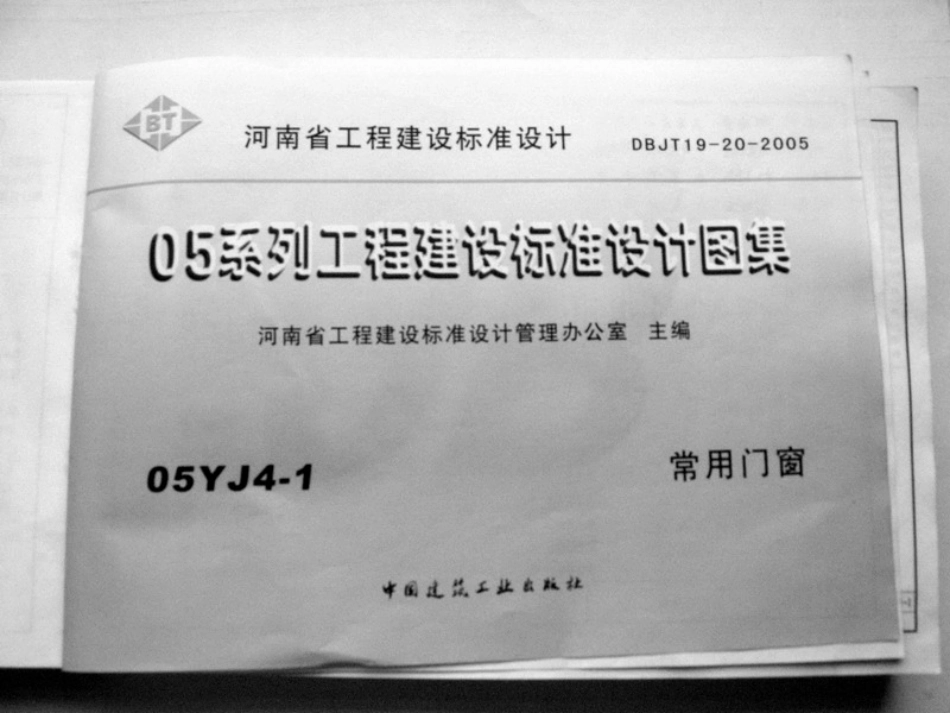 BT
河南省工程建设标准设计 DBJT19-20-2005
05系列工程建设标准设计图集
河南省工程建设标准设计管理办公室 主编
05YJ4-1 常用门窗
中国建筑工业出版社